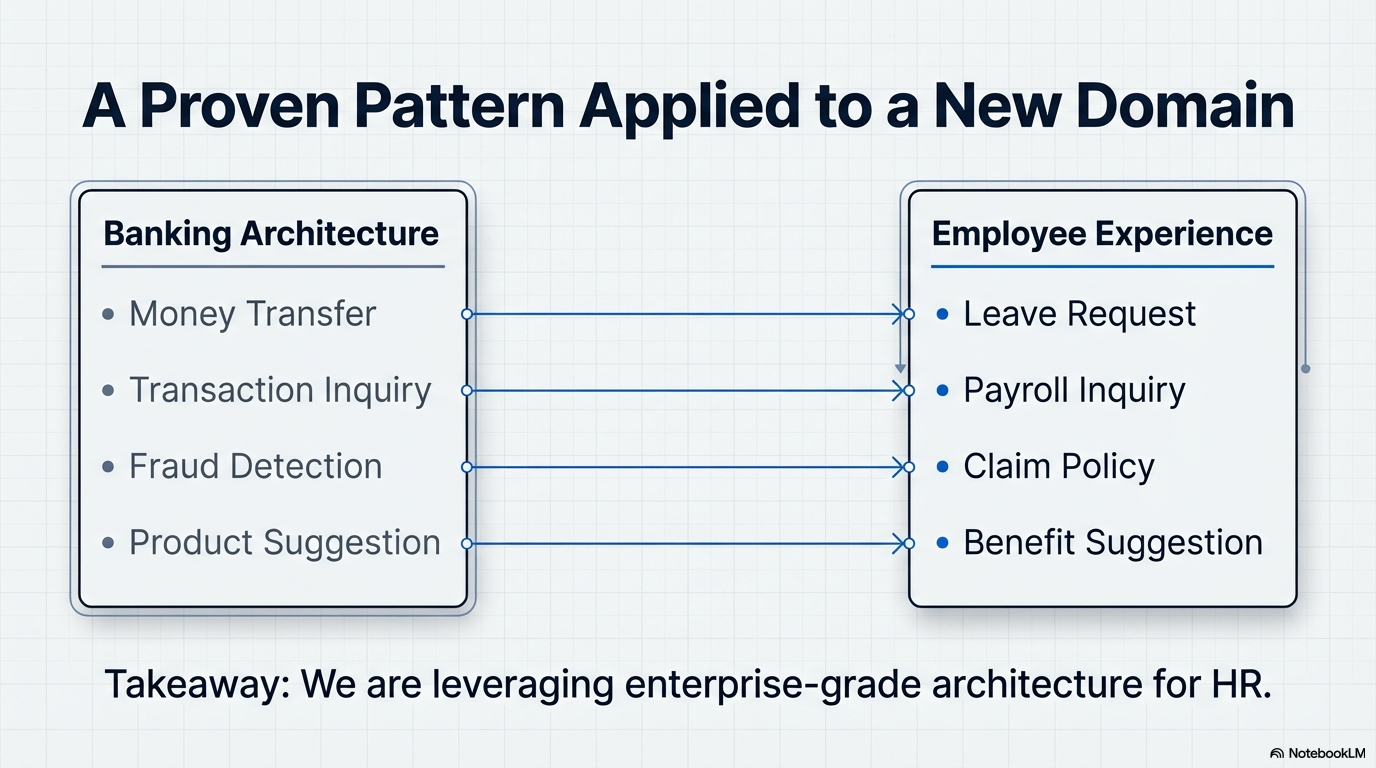 A Proven Pattern Applied to a New Domain
Banking Architecture
• Money Transfer
• Transaction Inquiry
• Fraud Detection
• Product Suggestion
Employee Experience
• Leave Request
• Payroll Inquiry
• Claim Policy
• Benefit Suggestion
Takeaway: We are leveraging enterprise-grade architecture for HR.
NotebookLM